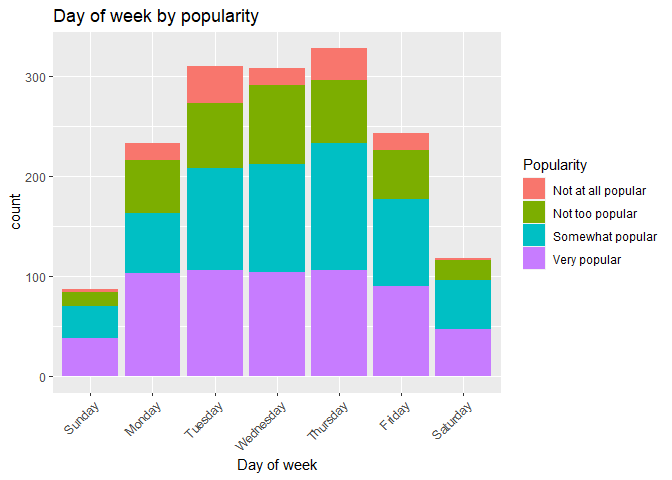 Day of week by popularity
count
300
200
100
0
Sunday
Monday
Tuesday
Wednesday
Thursday
Friday
Saturday
Day of week
Popularity
Not at all popular
Not too popular
Somewhat popular
Very popular